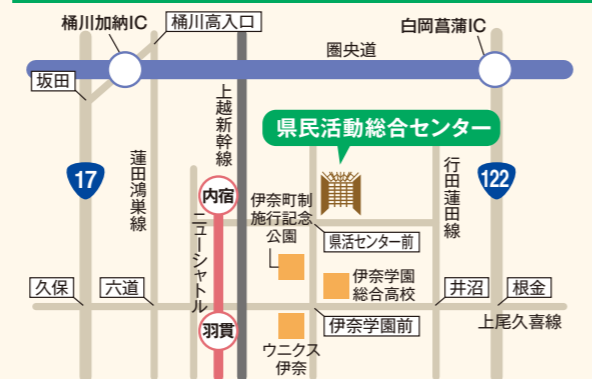 桶川加納IC
桶川高入口
白岡菖蒲IC
圏央道
坂田
上越新幹線
県民活動総合センター
17
蓮田鴻巣線
内宿
伊奈町制
施行記念
公園
行田蓮田線
122
ニューシャトル
県活センター前
伊奈学園
総合高校
久保
六道
井沼
根金
羽貫
伊奈学園前
上尾久喜線
ウニクス
伊奈